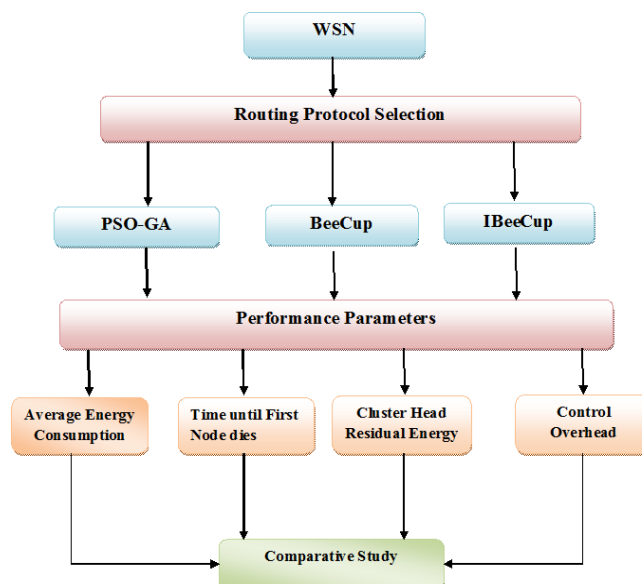 WSN
Routing Protocol Selection
PSO-GA
BeeCup
IBeeCup
Performance Parameters
Average Energy
Consumption
Time until First
Node dies
Cluster Head
Residual Energy
Control
Overhead
Comparative Study